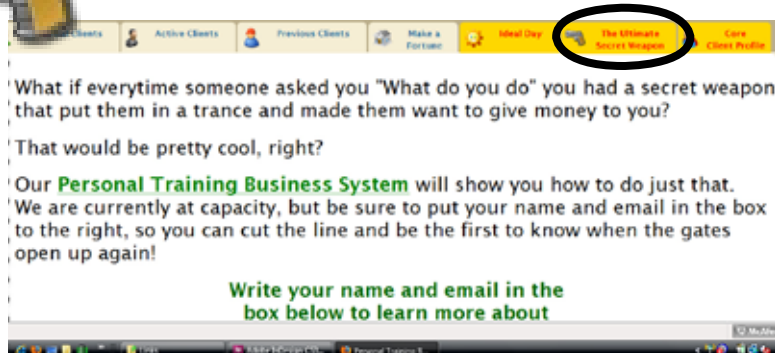 Clients Active Clients Previous Clients Make a Fortune Ideal Day The Ultimate Secret Weapon Core Client Profile
What if everytime someone asked you "What do you do" you had a secret weapon
that put them in a trance and made them want to give money to you?
That would be pretty cool, right?
Our Personal Training Business System will show you how to do just that.
We are currently at capacity, but be sure to put your name and email in the box
to the right, so you can cut the line and be the first to know when the gates
open up again!
Write your name and email in the
box below to learn more about